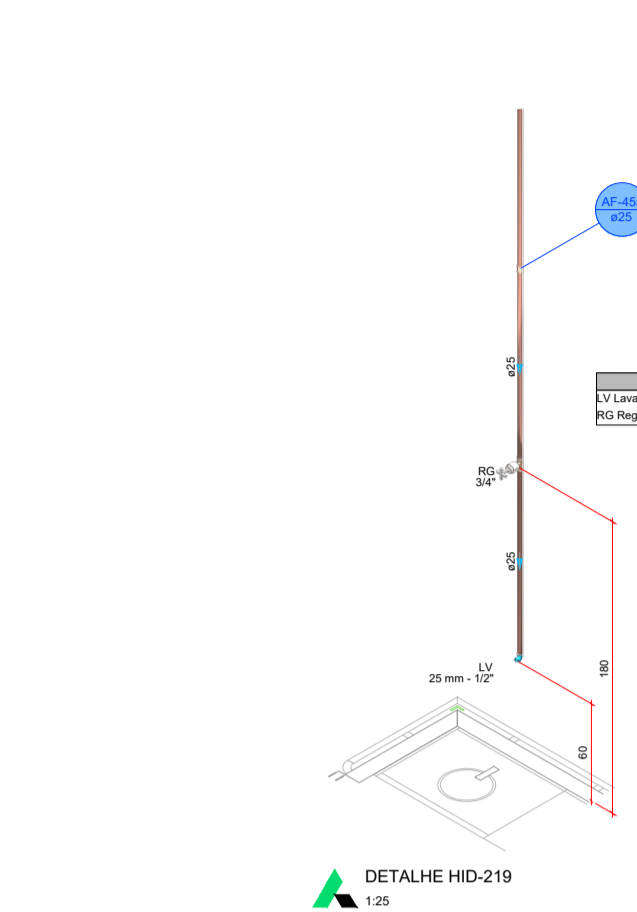 AF-45
ø25
ø25
LV Lava
RG Reg
RG
3/4"
ø25
LV
25 mm - 1/2"
180
60
DETALHE HID-219
1:25